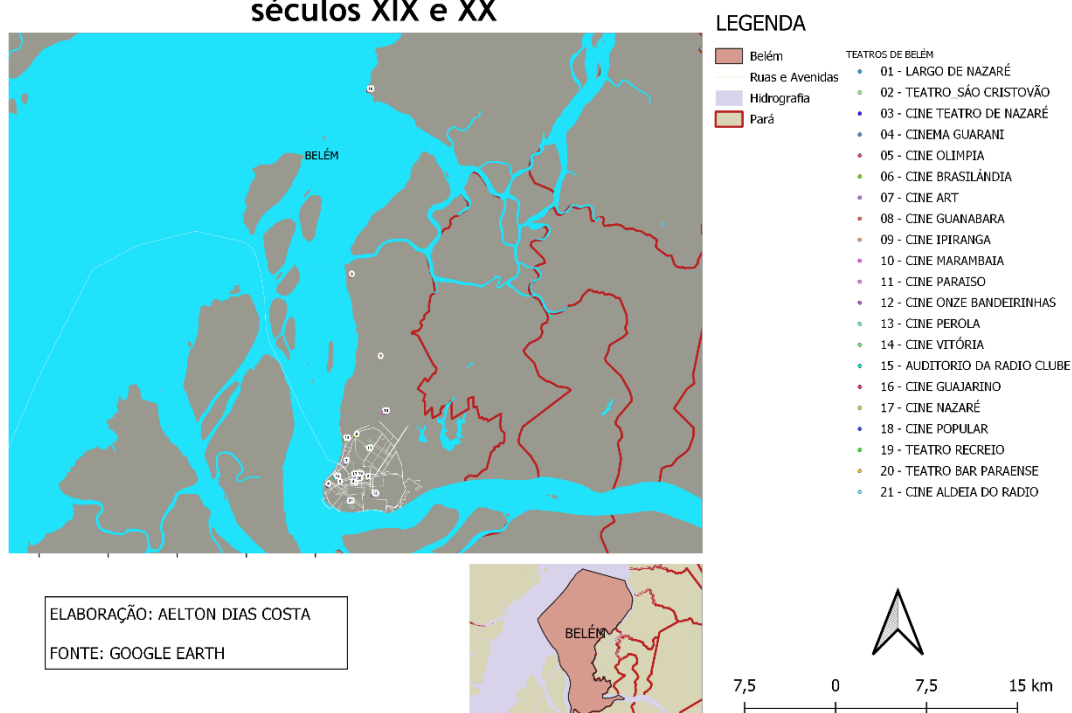 séculos XIX e XX
BELÉM
LEGENDA
Belém
Ruas e Avenidas
Hidrografia
Pará
TEATROS DE BELÉM
01 - LARGO DE NAZARÉ
02 - TEATRO_SÁO CRISTOVÃO
03 - CINE TEATRO DE NAZARÉ
04 - CINEMA GUARANI
05 - CINE OLIMPIA
06 - CINE BRASILÁNDIA
07 - CINE ART
08 - CINE GUANABARA
09 - CINE IPIRANGA
10 - CINE MARAMBAIA
11 - CINE PARAISO
12 - CINE ONZE BANDEIRINHAS
13 - CINE PEROLA
14 - CINE VITÓRIA
15 - AUDITORIO DA RADIO CLUBE
16 - CINE GUAJARINO
17 - CINE NAZARÉ
18 - CINE POPULAR
19 - TEATRO RECREIO
20 - TEATRO BAR PARAENSE
21 - CINE ALDEIA DO RADIO
ELABORAÇÃO: AELTON DIAS COSTA
FONTE: GOOGLE EARTH
BELÉM
7,5 0 7,5 15 km